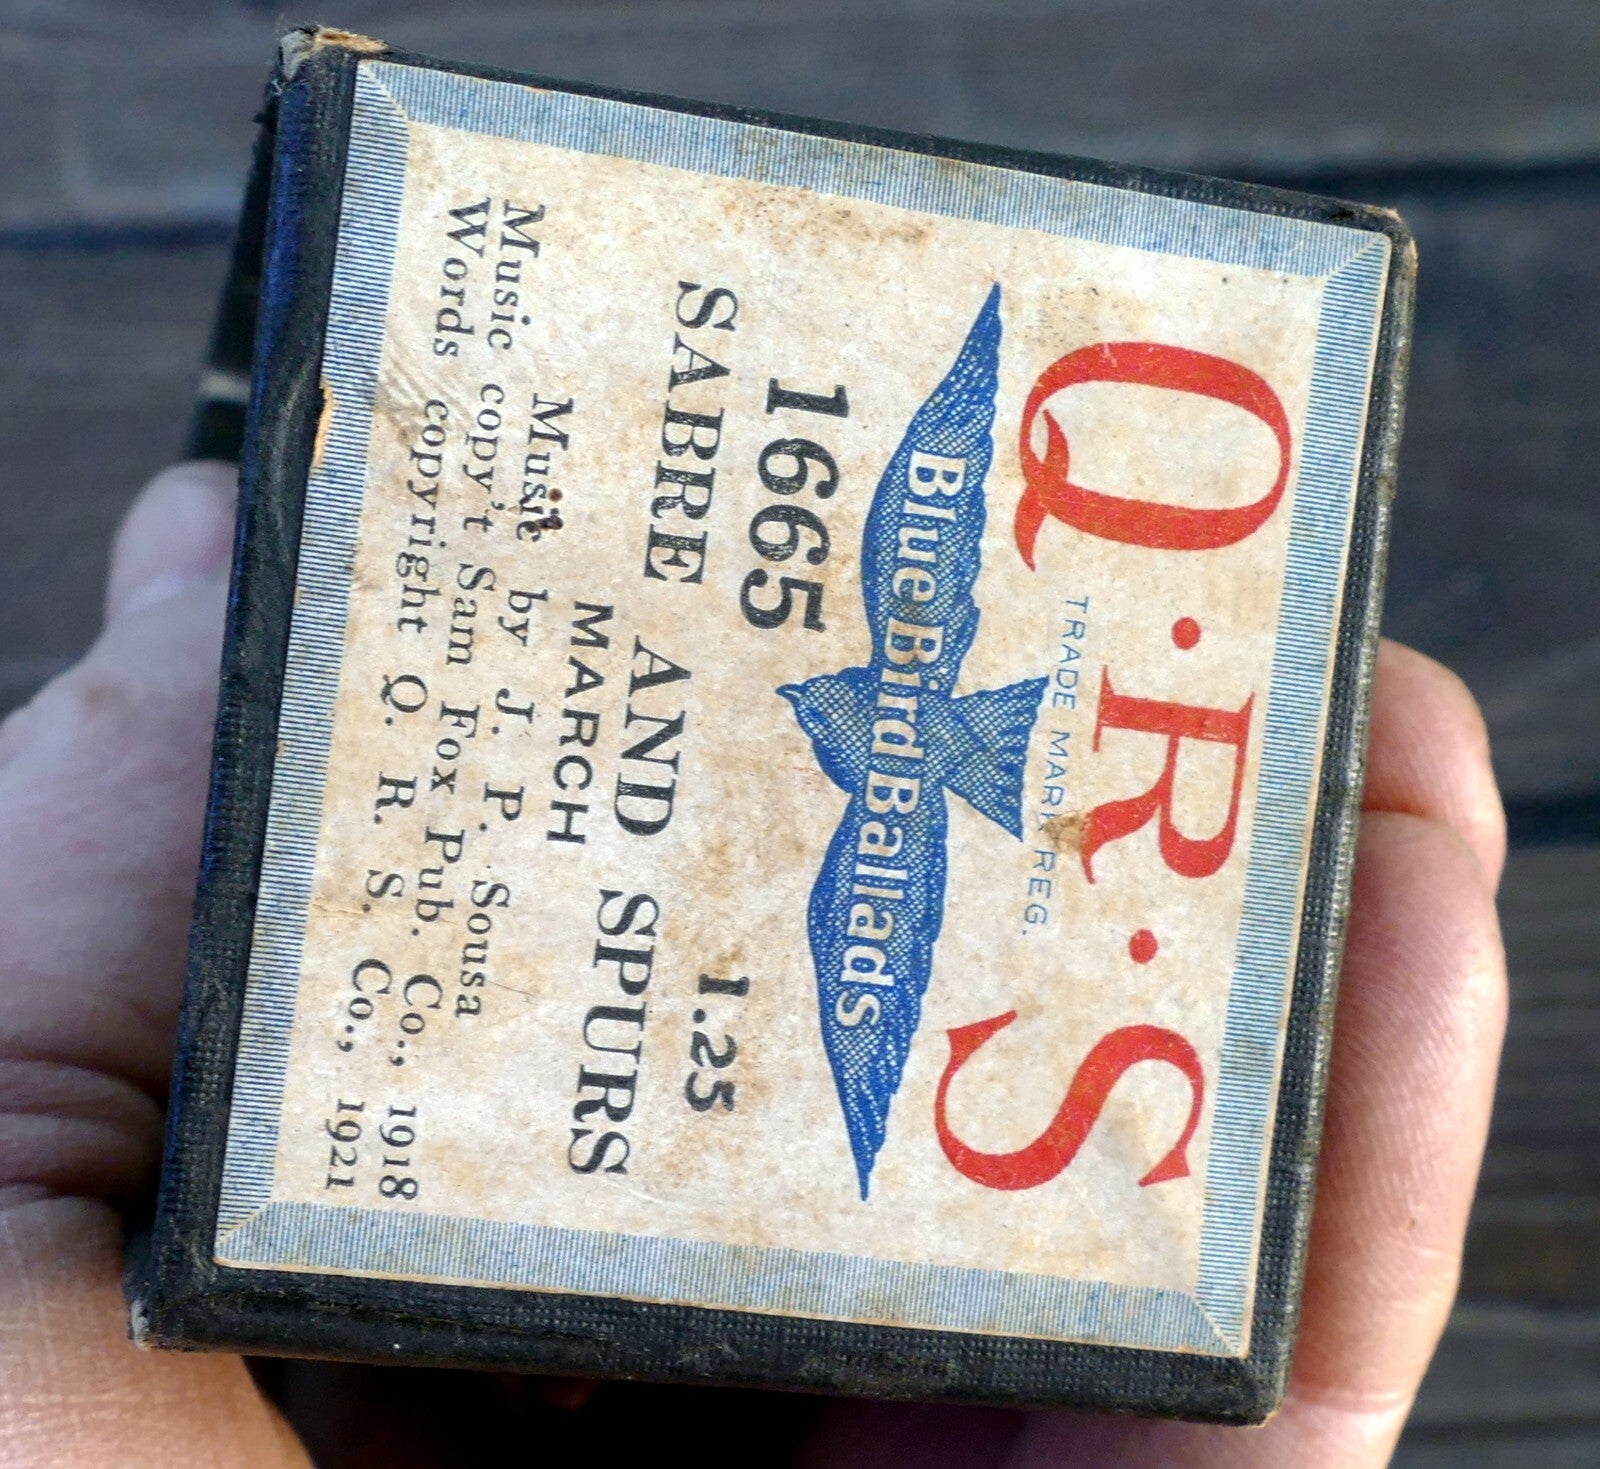 Q·R·S
TRADE MARK REG.
Blue Bird Ballads
1665 1.25
SABRE AND SPURS
MARCH
Music by J. P. Sousa
Music copy't Sam Fox Pub. Co., 1918
Words copyright Q. R. S. Co., 1921